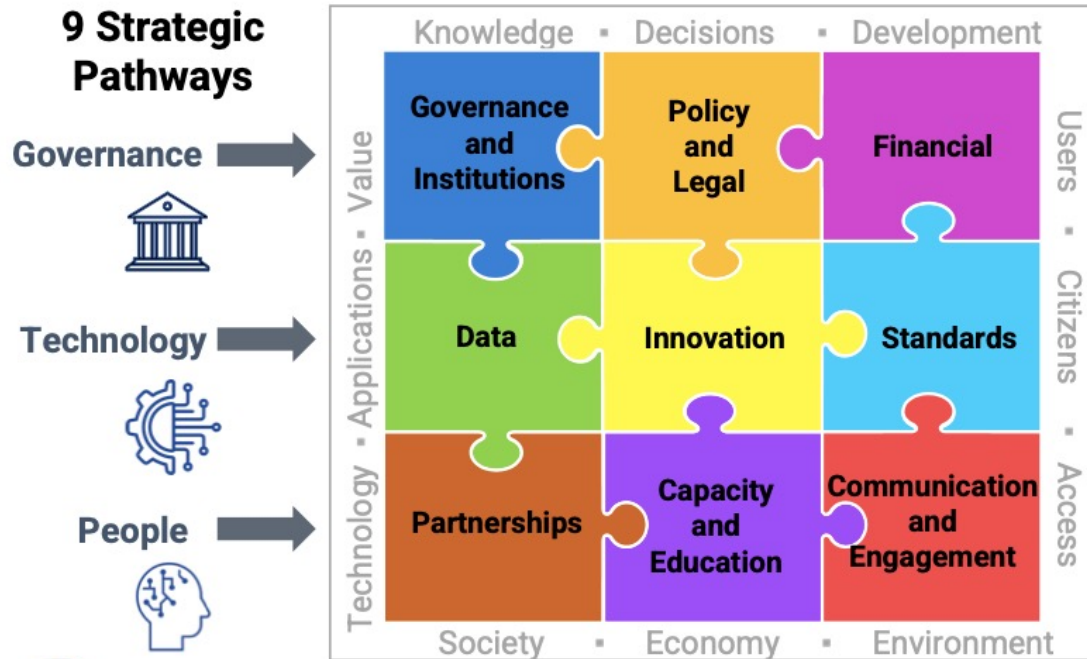 9 Strategic
Pathways
Governance
Technology
People
Knowledge ▪ Decisions ▪ Development
Technology ▪ Applications ▪ Value
Governance
and
Institutions
Policy
and
Legal
Financial
Data
Innovation
Standards
Partnerships
Capacity
and
Education
Communication
and
Engagement
Users ▪ Citizens ▪ Access
Society ▪ Economy ▪ Environment